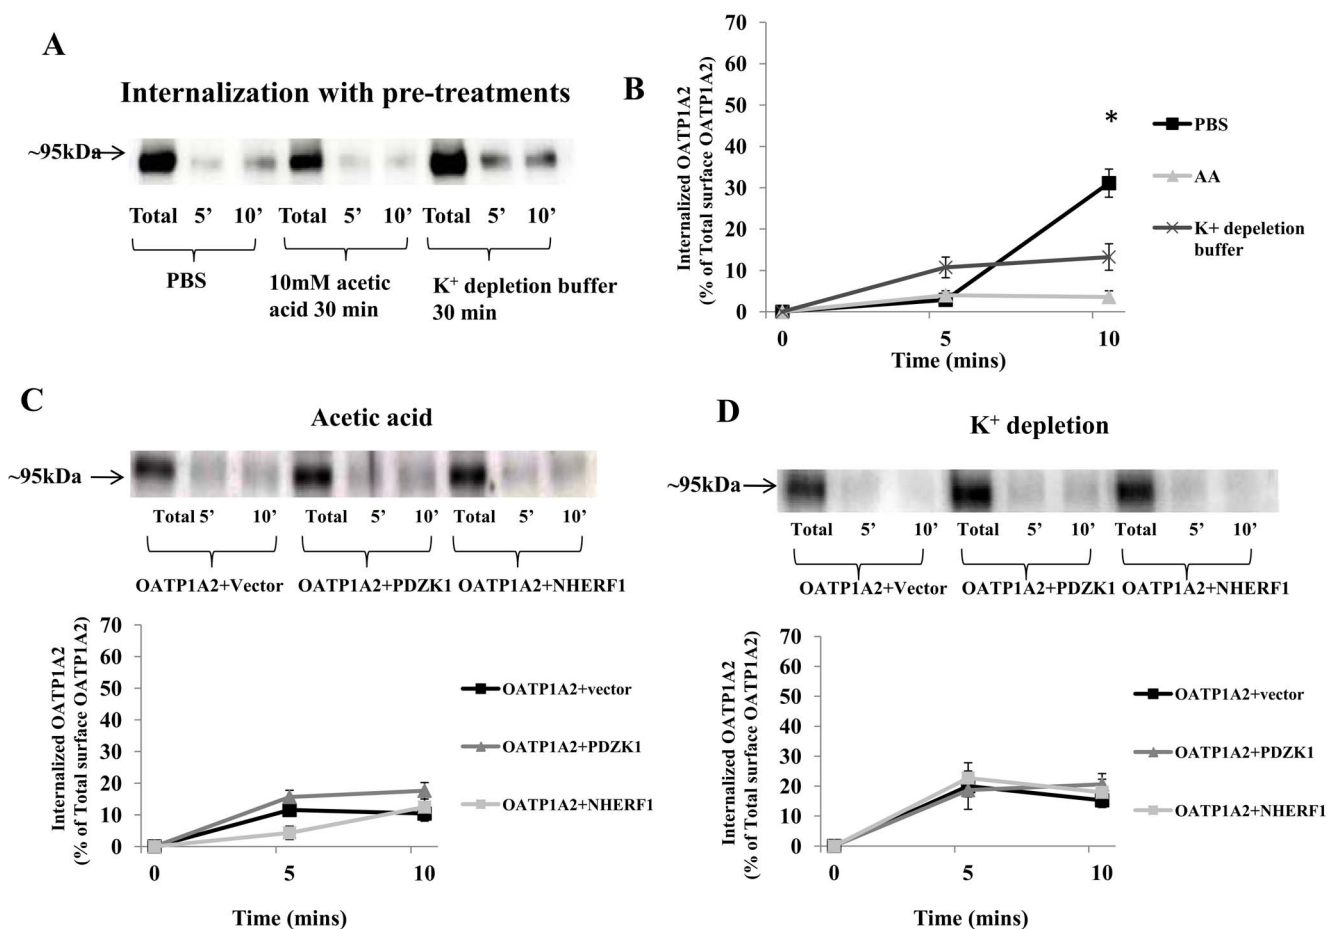 A
Internalization with pre-treatments
~95kDa
Total 5’ 10’ Total 5’ 10’ Total 5’ 10’
PBS
10mM acetic
acid 30 min
K+ depletion buffer
30 min
B
Internalized OATP1A2
(% of Total surface OATP1A2)
70
60
50
40
30
20
10
0
*
0 5 10
Time (mins)
PBS
AA
K+ depeletion
buffer
C
Acetic acid
~95kDa
Total 5’ 10’ Total 5’ 10’ Total 5’ 10’
OATP1A2+Vector OATP1A2+PDZK1 OATP1A2+NHERF1
Internalized OATP1A2
(% of Total surface OATP1A2)
70
60
50
40
30
20
10
0
0 5 10
Time (mins)
OATP1A2+vector
OATP1A2+PDZK1
OATP1A2+NHERF1
D
K+ depletion
~95kDa
Total 5’ 10’ Total 5’ 10’ Total 5’ 10’
OATP1A2+Vector OATP1A2+PDZK1 OATP1A2+NHERF1
Internalized OATP1A2
(% of Total surface OATP1A2)
70
60
50
40
30
20
10
0
0 5 10
Time (mins)
OATP1A2+vector
OATP1A2+PDZK1
OATP1A2+NHERF1